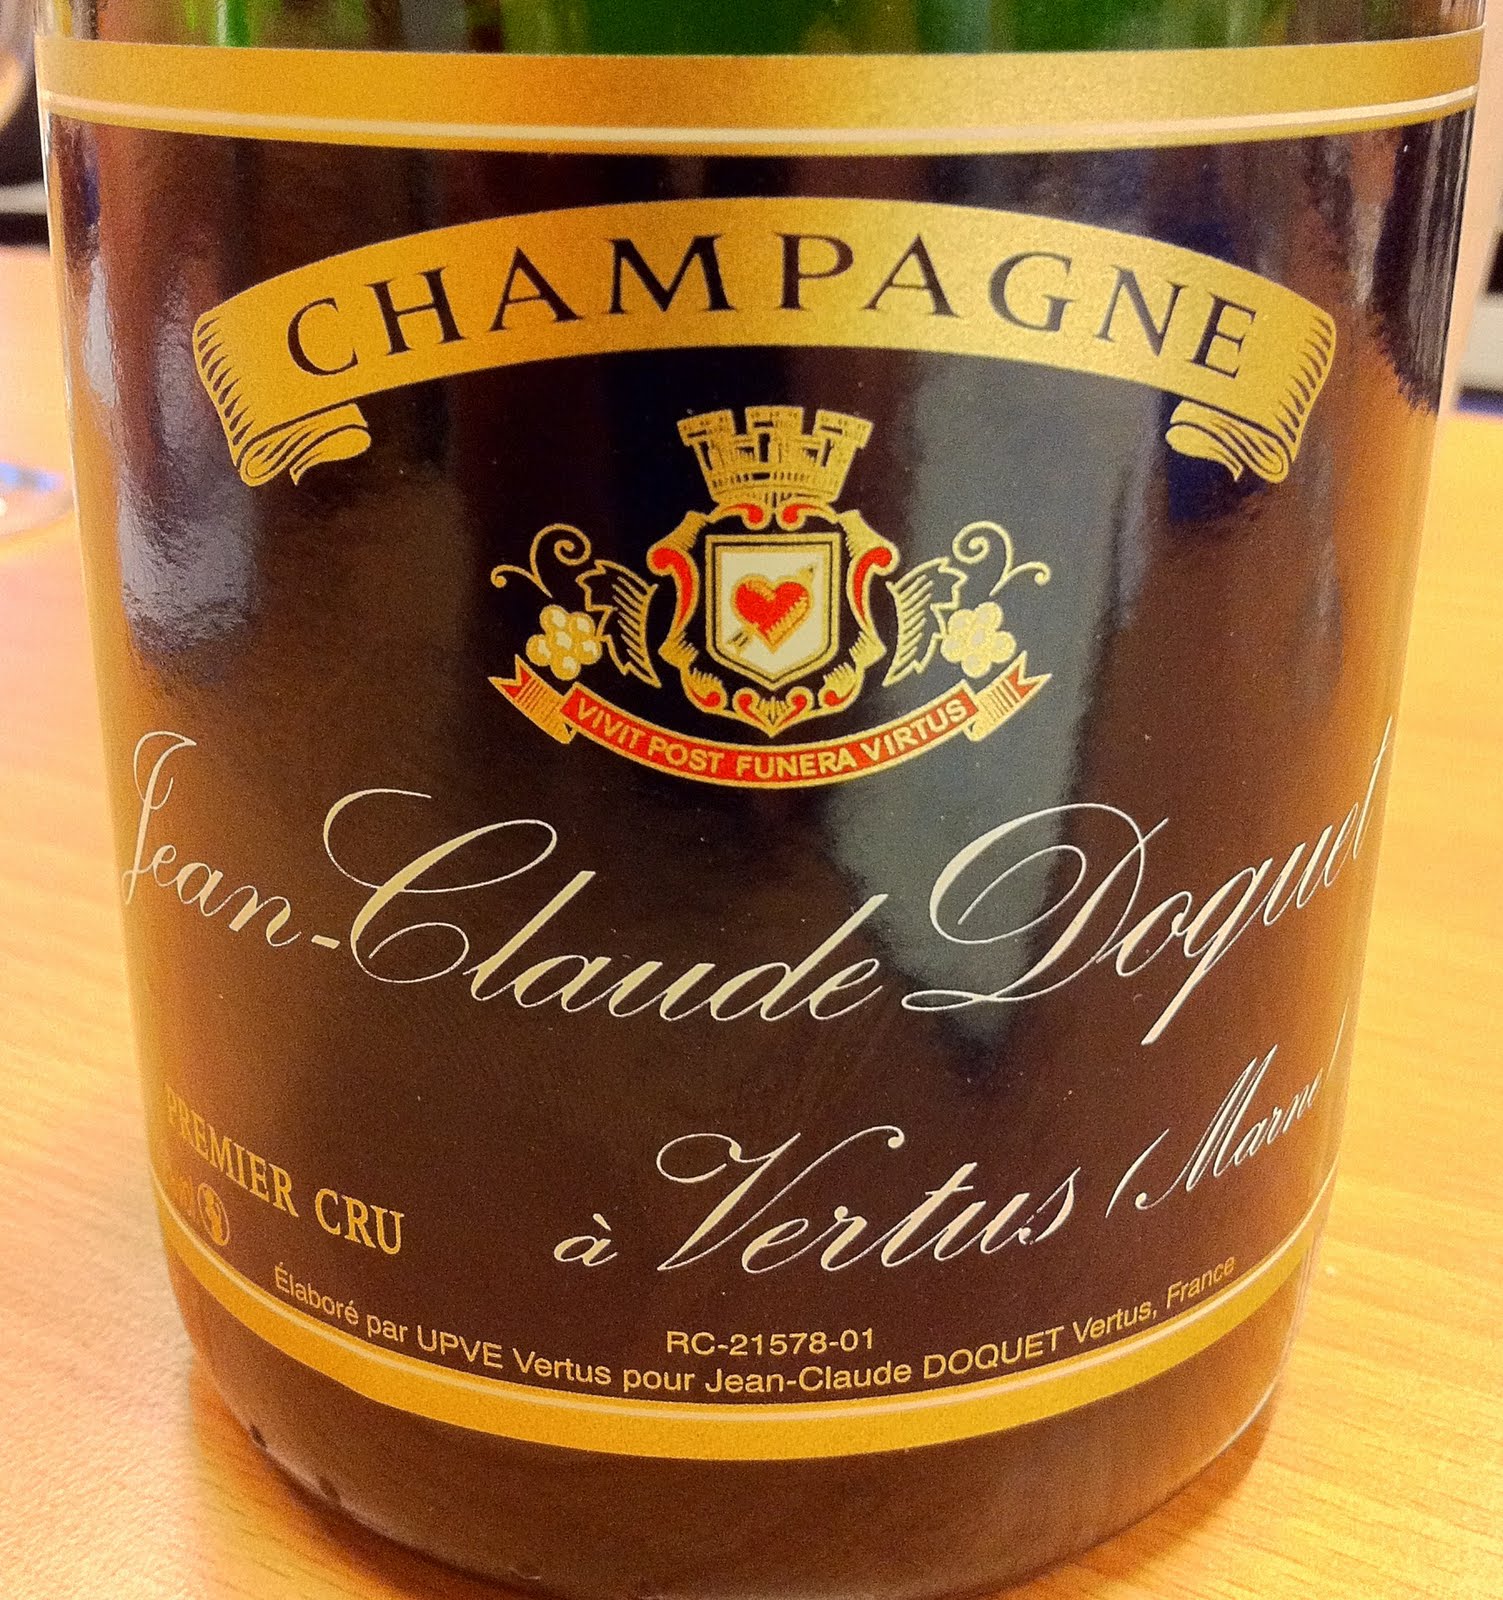 CHAMPAGNE
VIVIT POST FUNERA VIRTUS
Jean-Claude Doquet
PREMIER CRU
à Vertus (Marne)
RC-21578-01
Élaboré par UPVE Vertus pour Jean-Claude DOQUET Vertus, France